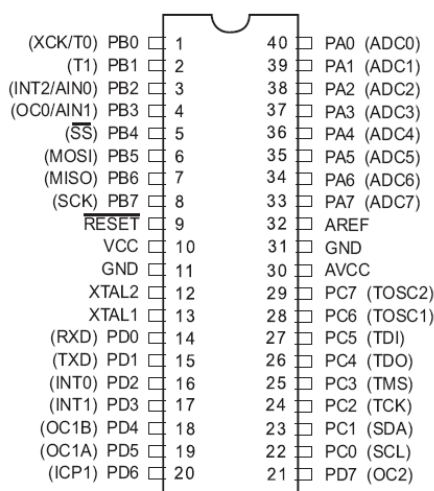 (XCK/T0) PB0 1 40 PA0 (ADC0)
(T1) PB1 2 39 PA1 (ADC1)
(INT2/AIN0) PB2 3 38 PA2 (ADC2)
(OC0/AIN1) PB3 4 37 PA3 (ADC3)
(SS) PB4 5 36 PA4 (ADC4)
(MOSI) PB5 6 35 PA5 (ADC5)
(MISO) PB6 7 34 PA6 (ADC6)
(SCK) PB7 8 33 PA7 (ADC7)
RESET 9 32 AREF
VCC 10 31 GND
GND 11 30 AVCC
XTAL2 12 29 PC7 (TOSC2)
XTAL1 13 28 PC6 (TOSC1)
(RXD) PD0 14 27 PC5 (TDI)
(TXD) PD1 15 26 PC4 (TDO)
(INT0) PD2 16 25 PC3 (TMS)
(INT1) PD3 17 24 PC2 (TCK)
(OC1B) PD4 18 23 PC1 (SDA)
(OC1A) PD5 19 22 PC0 (SCL)
(ICP1) PD6 20 21 PD7 (OC2)